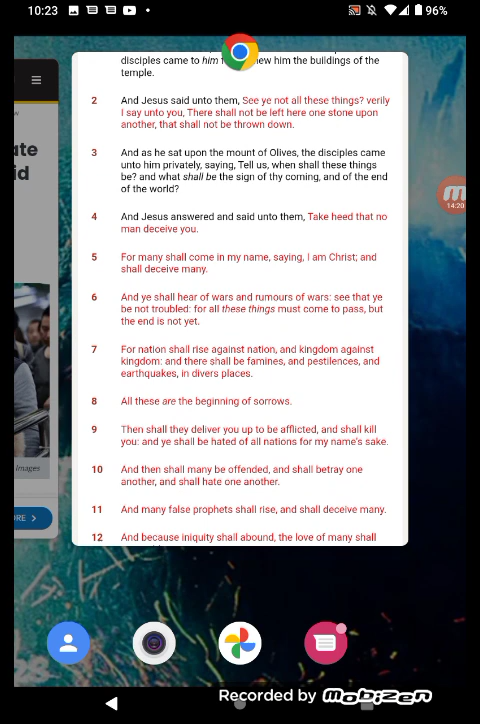 10:23
96%
disciples came to him
ew him the buildings of the
temple.
2 And Jesus said unto them, See ye not all these things? verily
I say unto you, There shall not be left here one stone upon
another, that shall not be thrown down.
3 And as he sat upon the mount of Olives, the disciples came
unto him privately, saying, Tell us, when shall these things
be? and what shall be the sign of thy coming, and of the end
of the world?
4 And Jesus answered and said unto them, Take heed that no
man deceive you.
5 For many shall come in my name, saying, I am Christ; and
shall deceive many.
6 And ye shall hear of wars and rumours of wars: see that ye
be not troubled: for all these things must come to pass, but
the end is not yet.
7 For nation shall rise against nation, and kingdom against
kingdom: and there shall be famines, and pestilences, and
earthquakes, in divers places.
8 All these are the beginning of sorrows.
9 Then shall they deliver you up to be afflicted, and shall kill
you: and ye shall be hated of all nations for my name's sake.
10 And then shall many be offended, and shall betray one
another, and shall hate one another.
11 And many false prophets shall rise, and shall deceive many.
12 And because iniquity shall abound, the love of many shall
ate
id
Images
ORE >
m
14:20
Recorded by Mobizen